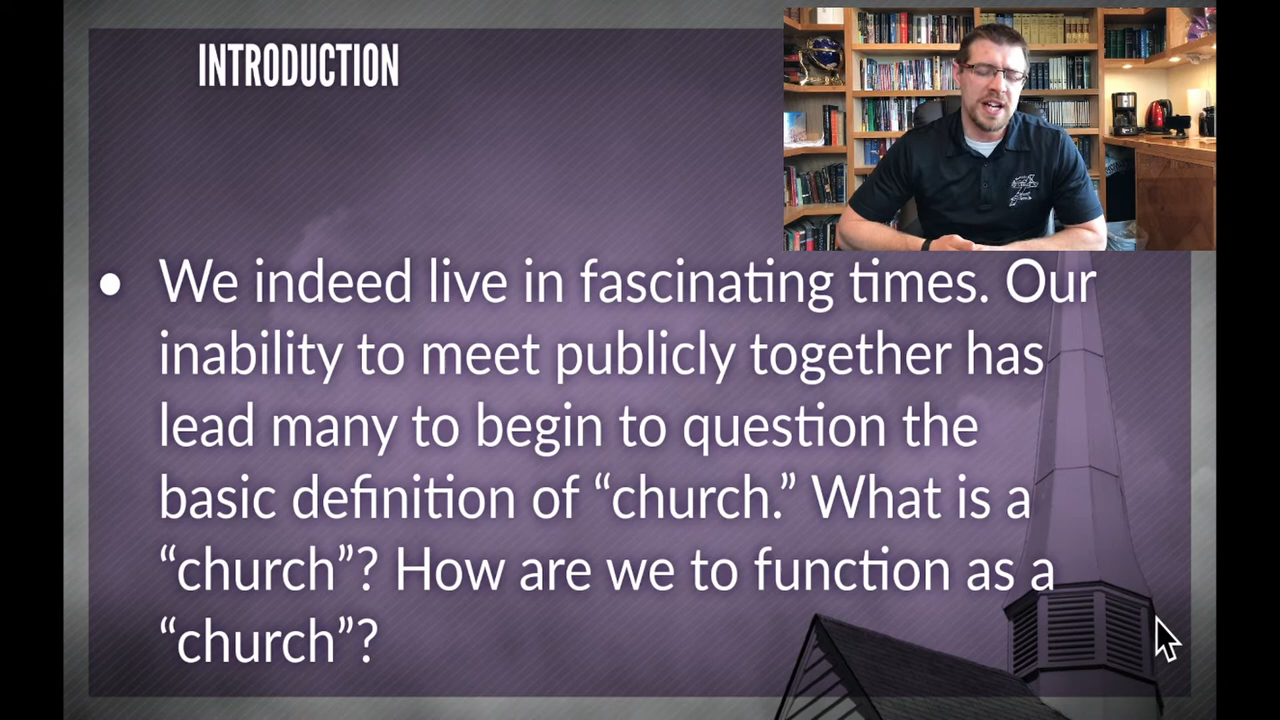 INTRODUCTION
• We indeed live in fascinating times. Our
inability to meet publicly together has
lead many to begin to question the
basic definition of “church.” What is a
“church”? How are we to function as a
“church”?